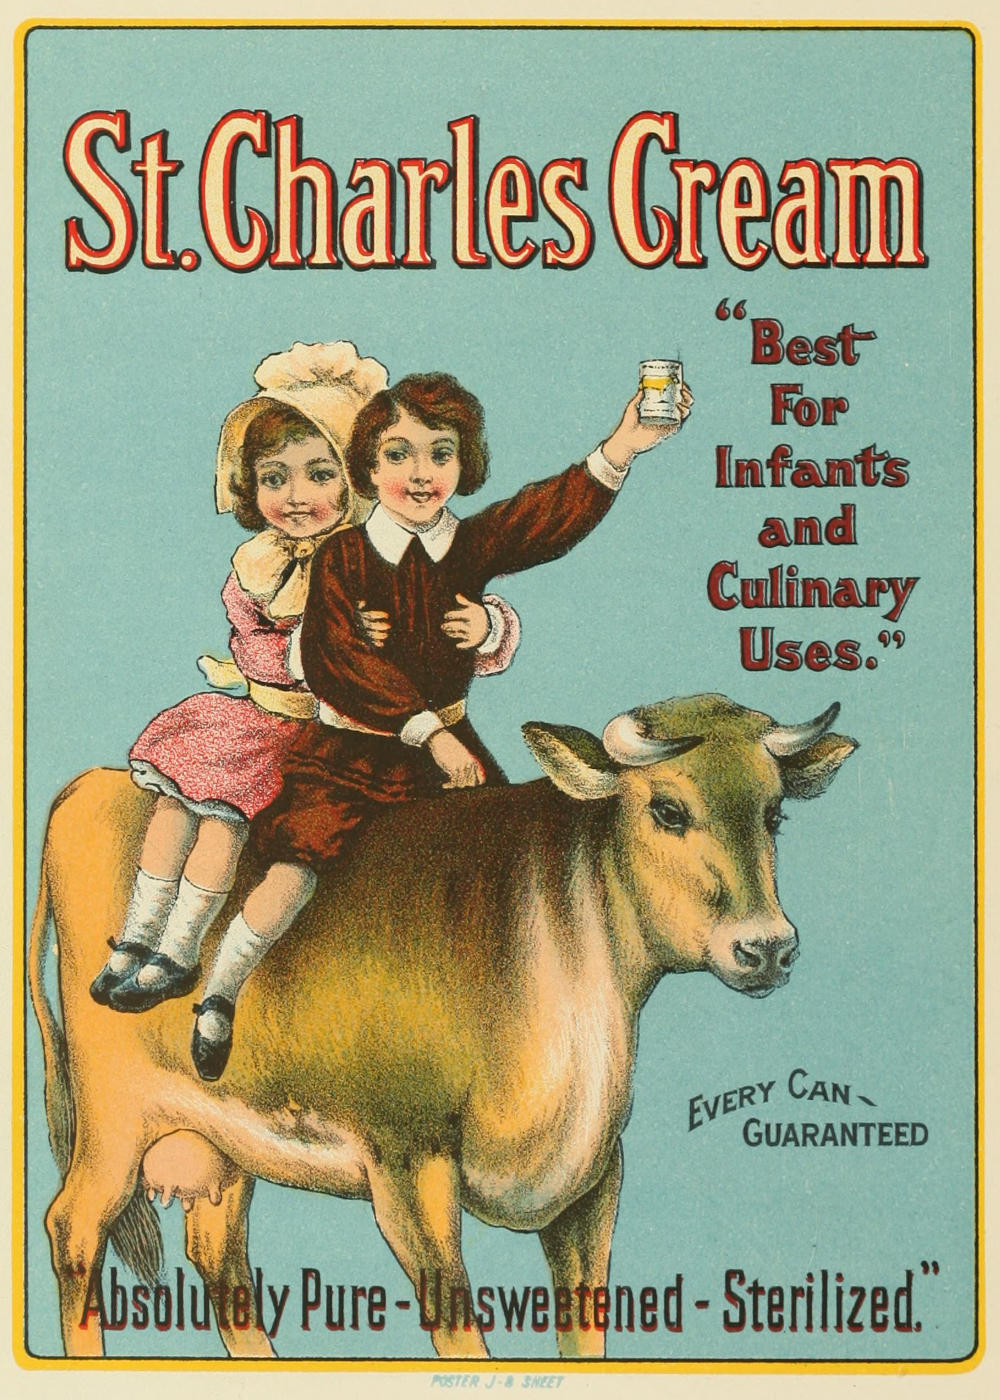 St. Charles Cream
“Best
For
Infants
and
Culinary
Uses.”
EVERY CAN
GUARANTEED
“Absolutely Pure - Unsweetened - Sterilized.”
POSTER J-8 SHEET